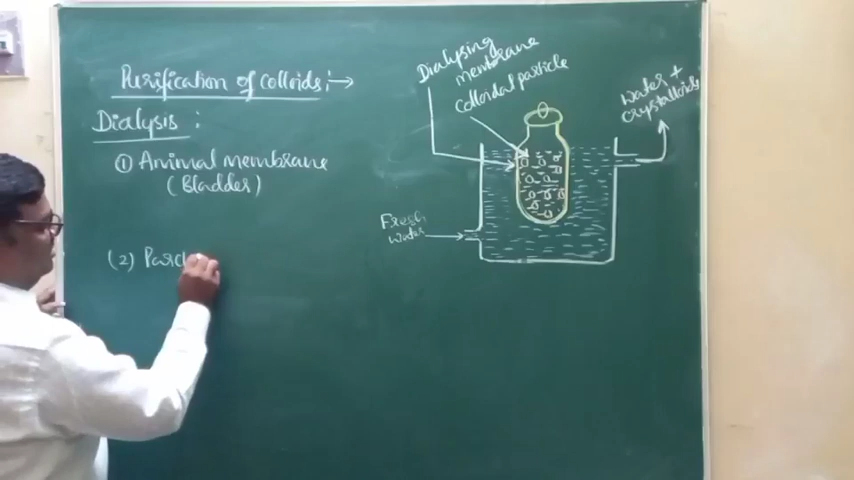 Purification of Colloids:→
Dialysis :
① Animal membrane
(Bladder)
(2) Parch
Dialysing
membrane
colloidal particle
Water +
crystalloids
Fresh
water